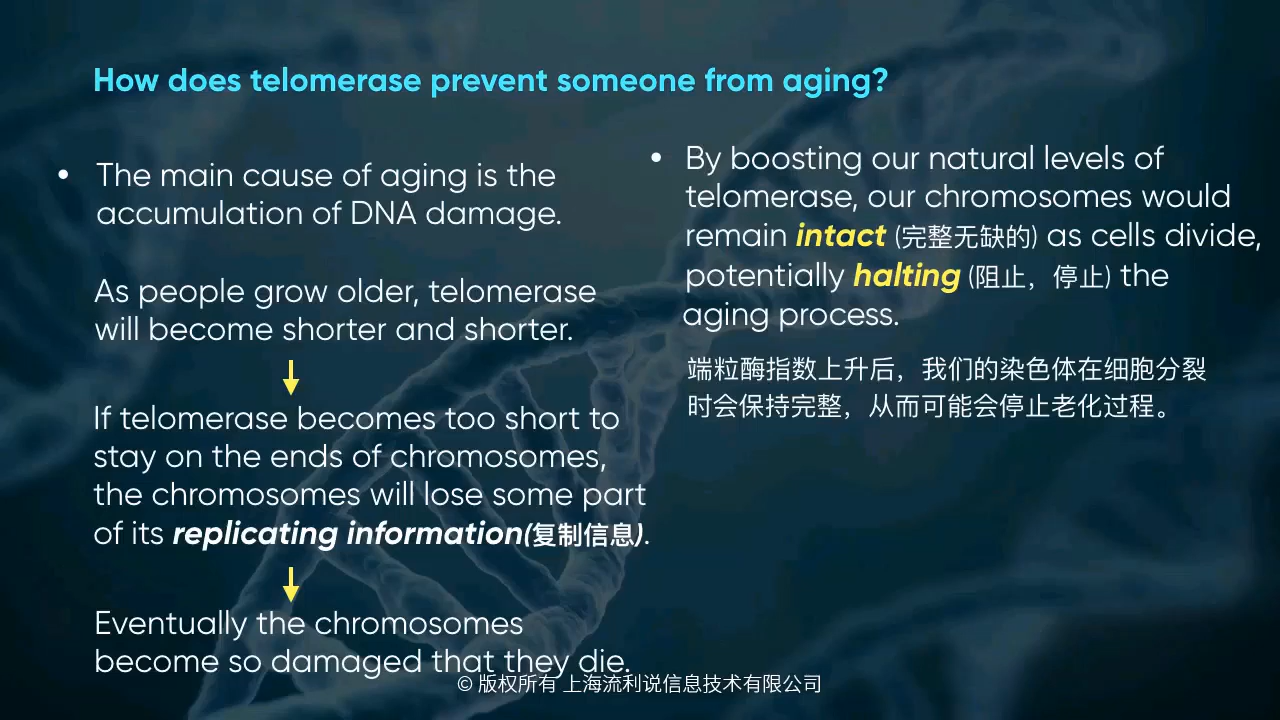 How does telomerase prevent someone from aging?
• The main cause of aging is the
accumulation of DNA damage.
As people grow older, telomerase
will become shorter and shorter.
If telomerase becomes too short to
stay on the ends of chromosomes,
the chromosomes will lose some part
of its replicating information(复制信息).
Eventually the chromosomes
become so damaged that they die.
• By boosting our natural levels of
telomerase, our chromosomes would
remain intact (完整无缺的) as cells divide,
potentially halting (阻止，停止) the
aging process.
端粒酶指数上升后，我们的染色体在细胞分裂
时会保持完整，从而可能会停止老化过程。
© 版权所有 上海流利说信息技术有限公司